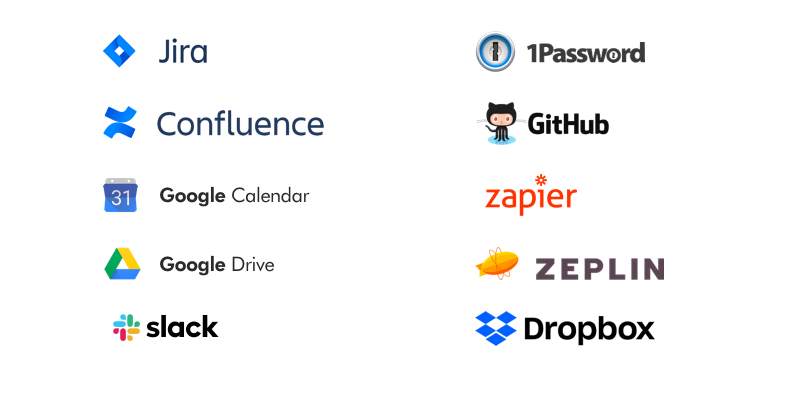 Jira
Confluence
31
Google Calendar
Google Drive
slack
1Password
GitHub
zapier
ZEPLIN
Dropbox